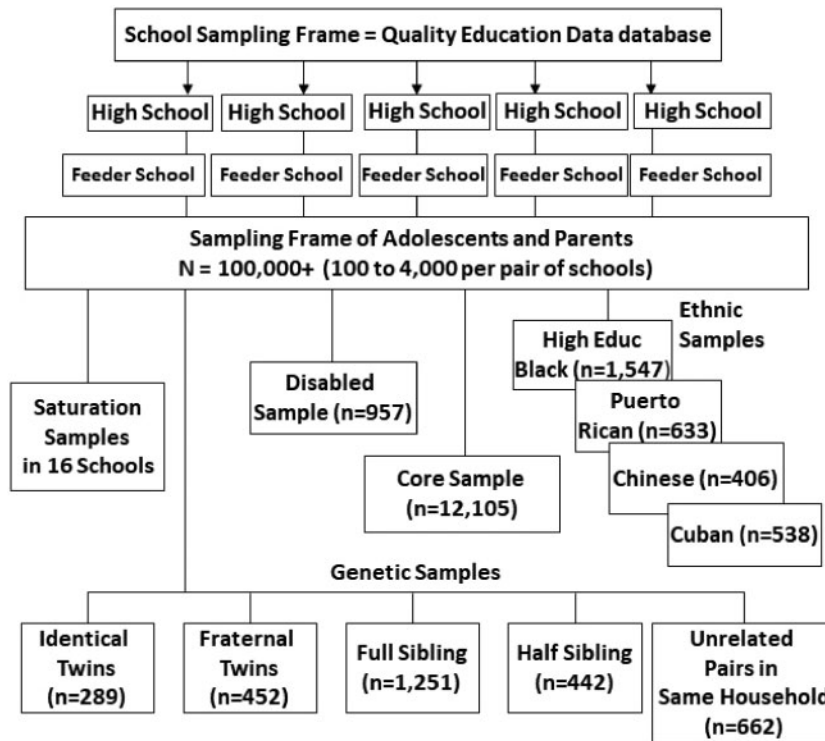 School Sampling Frame = Quality Education Data database
High School
High School
High School
High School
High School
Feeder School
Feeder School
Feeder School
Feeder School
Feeder School
Sampling Frame of Adolescents and Parents
N = 100,000+ (100 to 4,000 per pair of schools)
Ethnic
Samples
High Educ
Black (n=1,547)
Puerto
Rican (n=633)
Chinese (n=406)
Cuban (n=538)
Disabled
Sample (n=957)
Saturation
Samples
in 16 Schools
Core Sample
(n=12,105)
Genetic Samples
Identical
Twins
(n=289)
Fraternal
Twins
(n=452)
Full Sibling
(n=1,251)
Half Sibling
(n=442)
Unrelated
Pairs in
Same Household
(n=662)